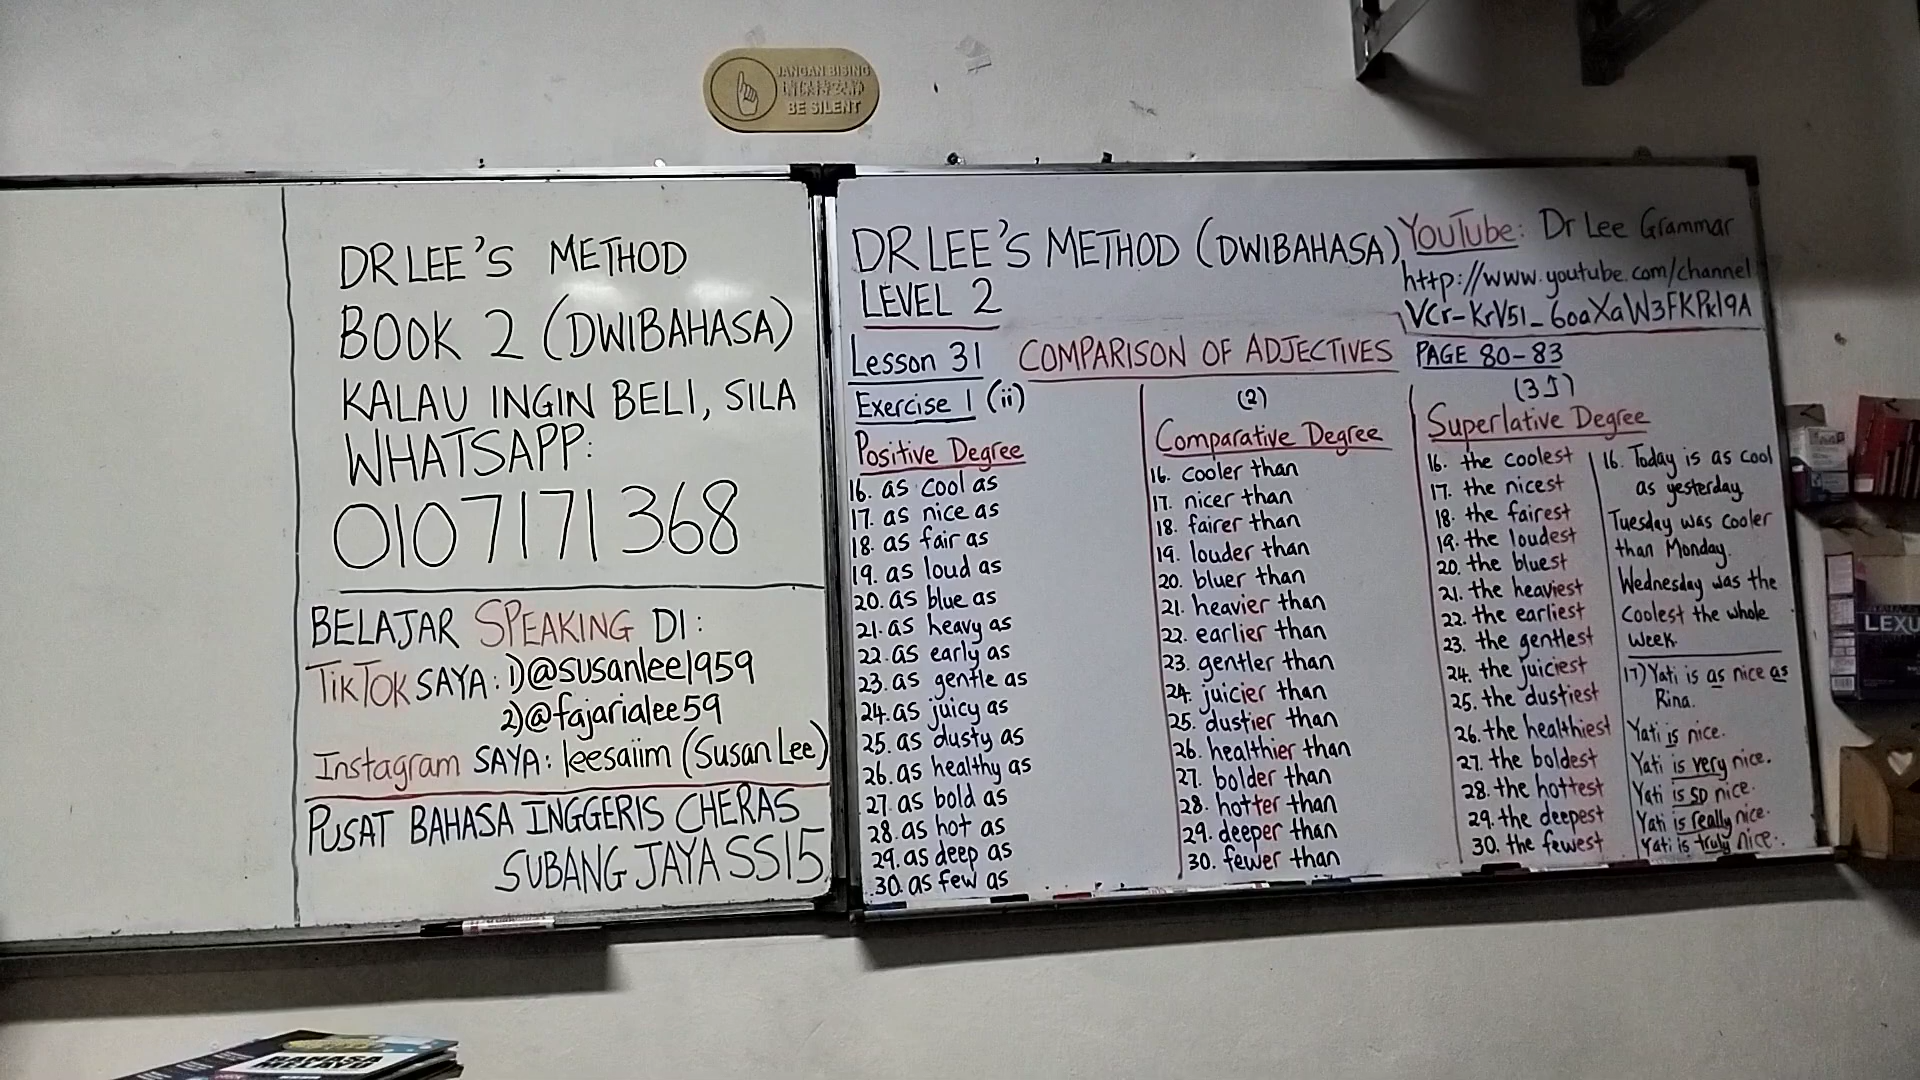 JANGAN BISING
请保持安静
BE SILENT
DR LEE'S METHOD
BOOK 2 (DWIBAHASA)
KALAU INGIN BELI, SILA
WHATSAPP:
0107171368
BELAJAR SPEAKING DI:
TikTok SAYA: 1)@susanlee1959
2)@fajarialee59
Instagram SAYA: leesaiim (Susan Lee)
PUSAT BAHASA INGGERIS CHERAS
SUBANG JAYA SS15
DR LEE'S METHOD (DWIBAHASA)
LEVEL 2
YouTube: Dr Lee Grammar
http://www.youtube.com/channel
VCr-KrV51_6oaXaW3FKPkl9A
Lesson 31 COMPARISON OF ADJECTIVES PAGE 80-83
Exercise 1 (ii)
Positive Degree
16. as cool as
17. as nice as
18. as fair as
19. as loud as
20. as blue as
21. as heavy as
22. as early as
23. as gentle as
24. as juicy as
25. as dusty as
26. as healthy as
27. as bold as
28. as hot as
29. as deep as
30. as few as
(2)
Comparative Degree
16. cooler than
17. nicer than
18. fairer than
19. louder than
20. bluer than
21. heavier than
22. earlier than
23. gentler than
24. juicier than
25. dustier than
26. healthier than
27. bolder than
28. hotter than
29. deeper than
30. fewer than
(3↑)
Superlative Degree
16. the coolest
17. the nicest
18. the fairest
19. the loudest
20. the bluest
21. the heaviest
22. the earliest
23. the gentlest
24. the juiciest
25. the dustiest
26. the healthiest
27. the boldest
28. the hottest
29. the deepest
30. the fewest
16. Today is as cool
as yesterday
Tuesday was cooler
than Monday.
Wednesday was the
coolest the whole
week.
17) Yati is as nice as
Rina.
Yati is nice.
Yati is very nice.
Yati is so nice.
Yati is really nice.
Yati is truly nice.
LEXU
BAHASA
MELAYU